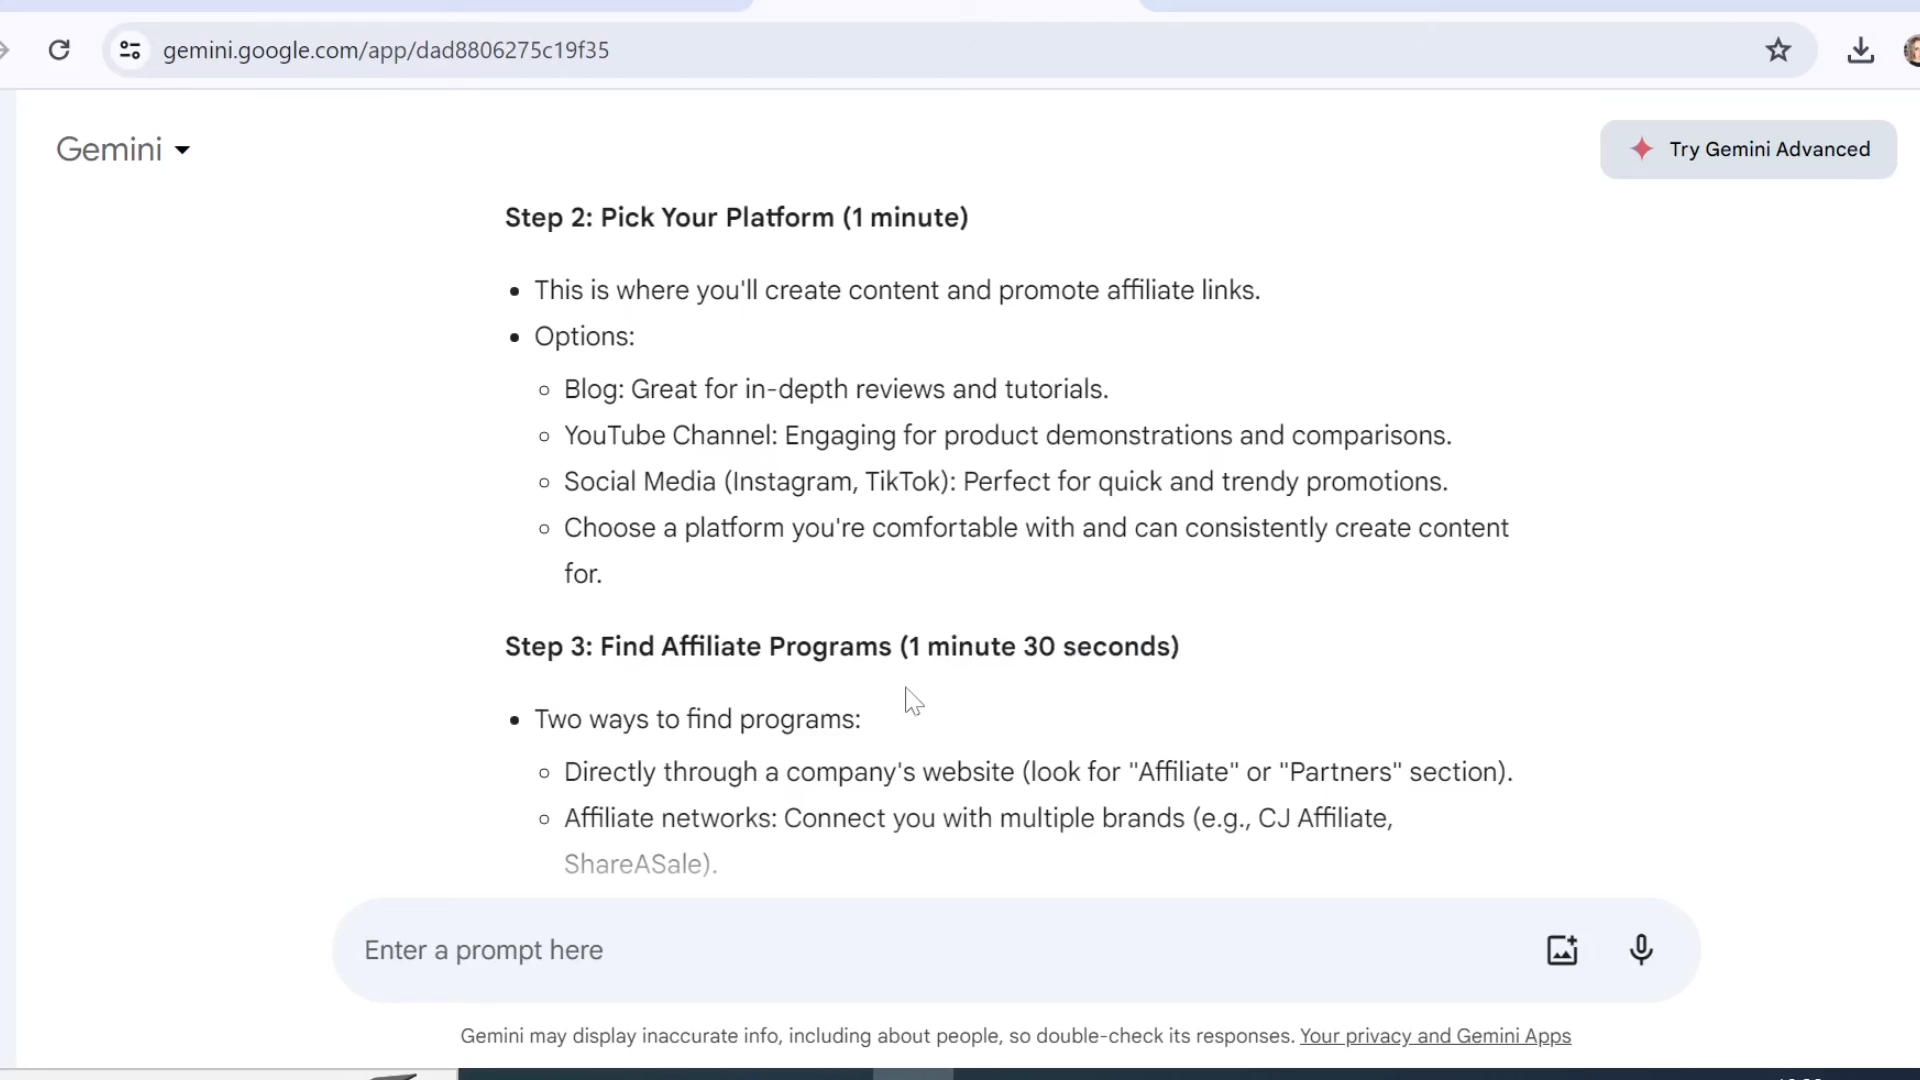 gemini.google.com/app/dad8806275c19f35
Gemini
Try Gemini Advanced
Step 2: Pick Your Platform (1 minute)
• This is where you'll create content and promote affiliate links.
• Options:
○ Blog: Great for in-depth reviews and tutorials.
○ YouTube Channel: Engaging for product demonstrations and comparisons.
○ Social Media (Instagram, TikTok): Perfect for quick and trendy promotions.
○ Choose a platform you're comfortable with and can consistently create content
for.
Step 3: Find Affiliate Programs (1 minute 30 seconds)
• Two ways to find programs:
○ Directly through a company's website (look for "Affiliate" or "Partners" section).
○ Affiliate networks: Connect you with multiple brands (e.g., CJ Affiliate,
ShareASale).
Enter a prompt here
Gemini may display inaccurate info, including about people, so double-check its responses. Your privacy and Gemini Apps